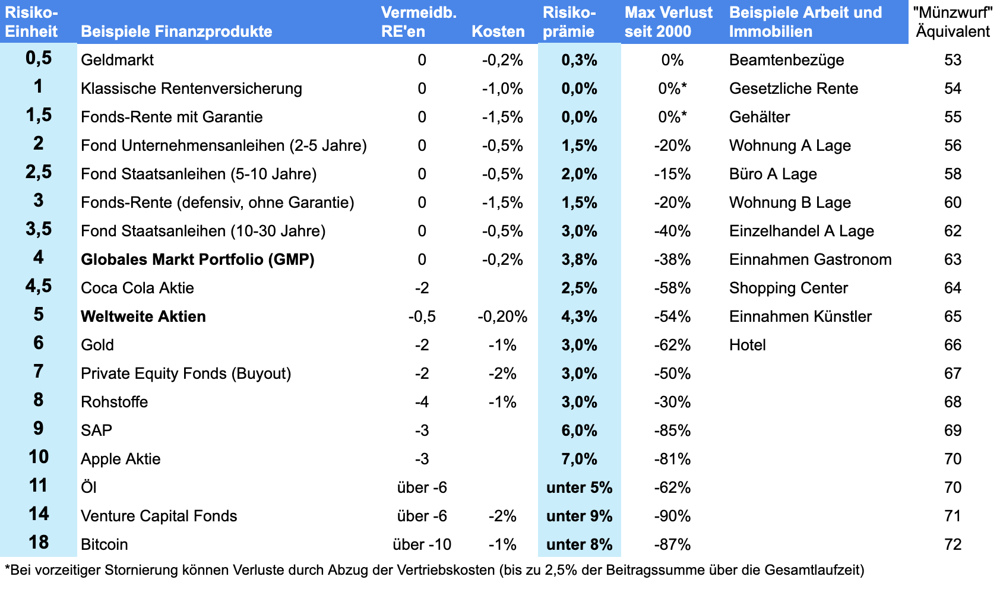 Risiko-Einheit Beispiele Finanzprodukte Vermeidb. RE'en Kosten Risiko-prämie Max Verlust seit 2000 Beispiele Arbeit und Immobilien "Münzwurf" Äquivalent
0,5 Geldmarkt 0 -0,2% 0,3% 0% Beamtenbezüge 53
1 Klassische Rentenversicherung 0 -1,0% 0,0% 0%* Gesetzliche Rente 54
1,5 Fonds-Rente mit Garantie 0 -1,5% 0,0% 0%* Gehälter 55
2 Fond Unternehmensanleihen (2-5 Jahre) 0 -0,5% 1,5% -20% Wohnung A Lage 56
2,5 Fond Staatsanleihen (5-10 Jahre) 0 -0,5% 2,0% -15% Büro A Lage 58
3 Fonds-Rente (defensiv, ohne Garantie) 0 -1,5% 1,5% -20% Wohnung B Lage 60
3,5 Fond Staatsanleihen (10-30 Jahre) 0 -0,5% 3,0% -40% Einzelhandel A Lage 62
4 Globales Markt Portfolio (GMP) 0 -0,2% 3,8% -38% Einnahmen Gastronom 63
4,5 Coca Cola Aktie -2 2,5% -58% Shopping Center 64
5 Weltweite Aktien -0,5 -0,20% 4,3% -54% Einnahmen Künstler 65
6 Gold -2 -1% 3,0% -62% Hotel 66
7 Private Equity Fonds (Buyout) -2 -2% 3,0% -50% 67
8 Rohstoffe -4 -1% 3,0% -30% 68
9 SAP -3 6,0% -85% 69
10 Apple Aktie -3 7,0% -81% 70
11 Öl über -6 unter 5% -62% 70
14 Venture Capital Fonds über -6 -2% unter 9% -90% 71
18 Bitcoin über -10 -1% unter 8% -87% 72
*Bei vorzeitiger Stornierung können Verluste durch Abzug der Vertriebskosten (bis zu 2,5% der Beitragssumme über die Gesamtlaufzeit)